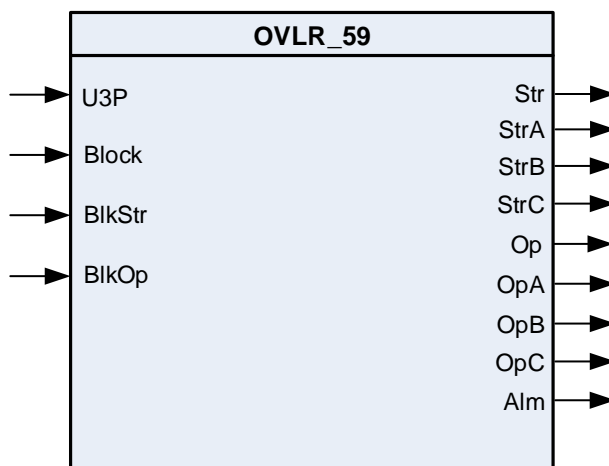 OVLR_59
U3P
Block
BlkStr
BlkOp
Str
StrA
StrB
StrC
Op
OpA
OpB
OpC
Alm